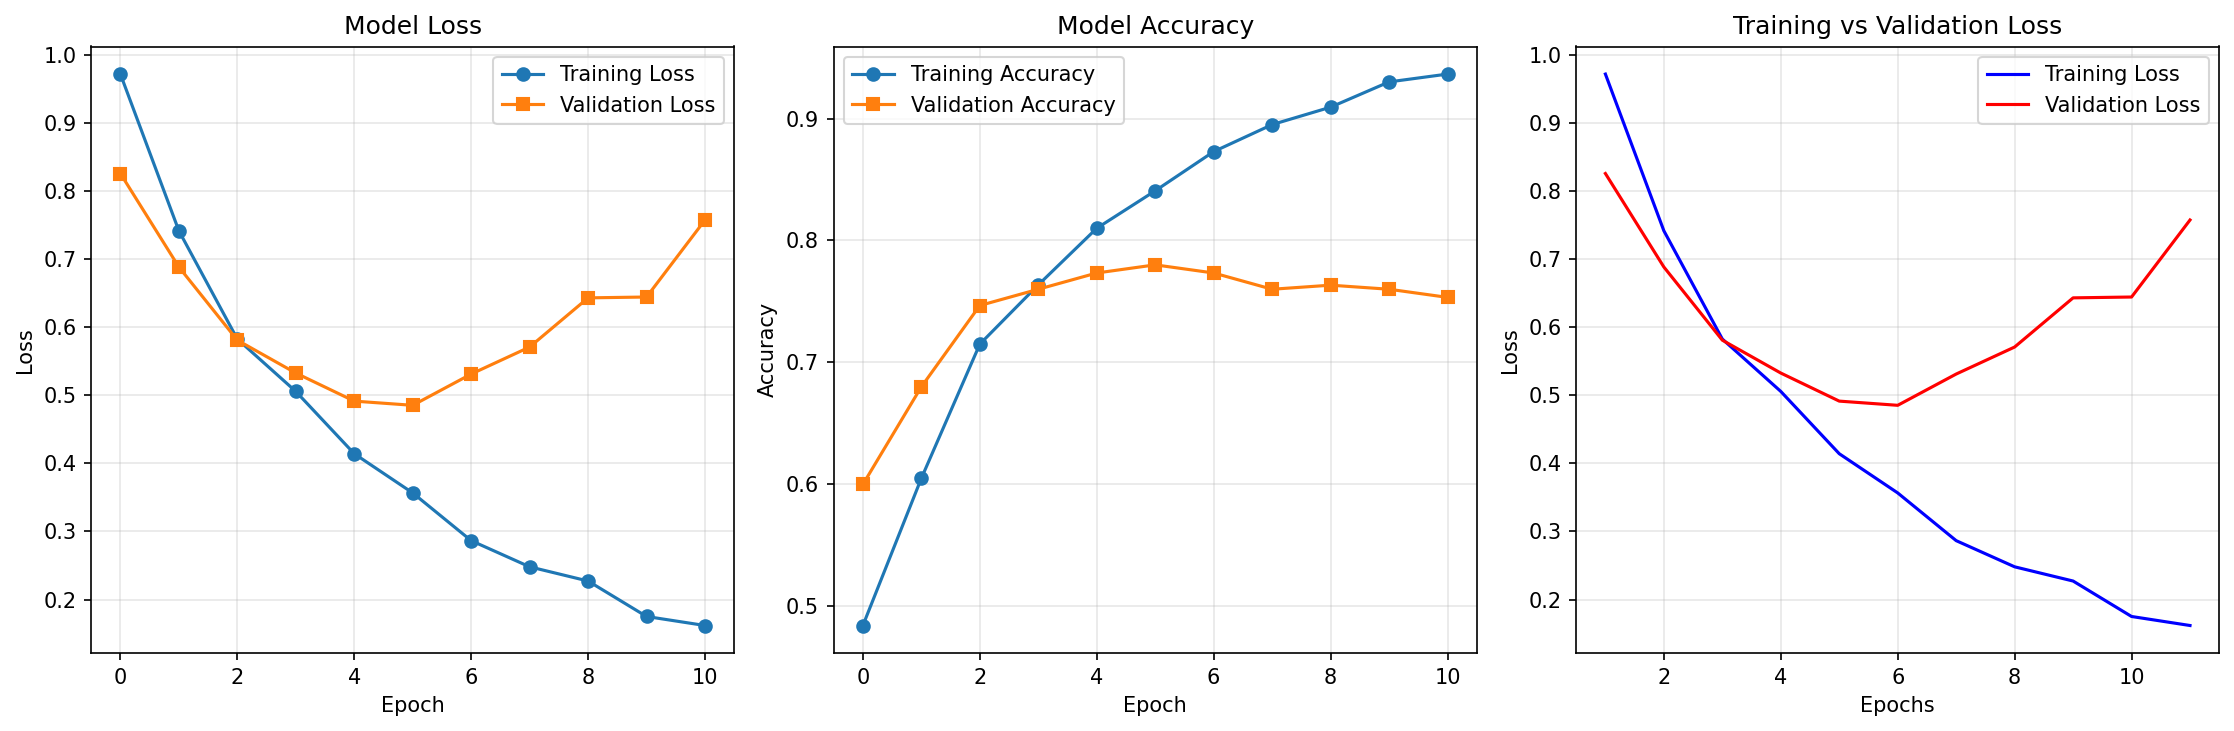 Model Loss
1.0
0.9
0.8
0.7
0.6
0.5
0.4
0.3
0.2
Loss
Training Loss
Validation Loss
0 2 4 6 8 10
Epoch
Model Accuracy
0.9
0.8
0.7
0.6
0.5
Accuracy
Training Accuracy
Validation Accuracy
0 2 4 6 8 10
Epoch
Training vs Validation Loss
1.0
0.9
0.8
0.7
0.6
0.5
0.4
0.3
0.2
Loss
Training Loss
Validation Loss
2 4 6 8 10
Epochs